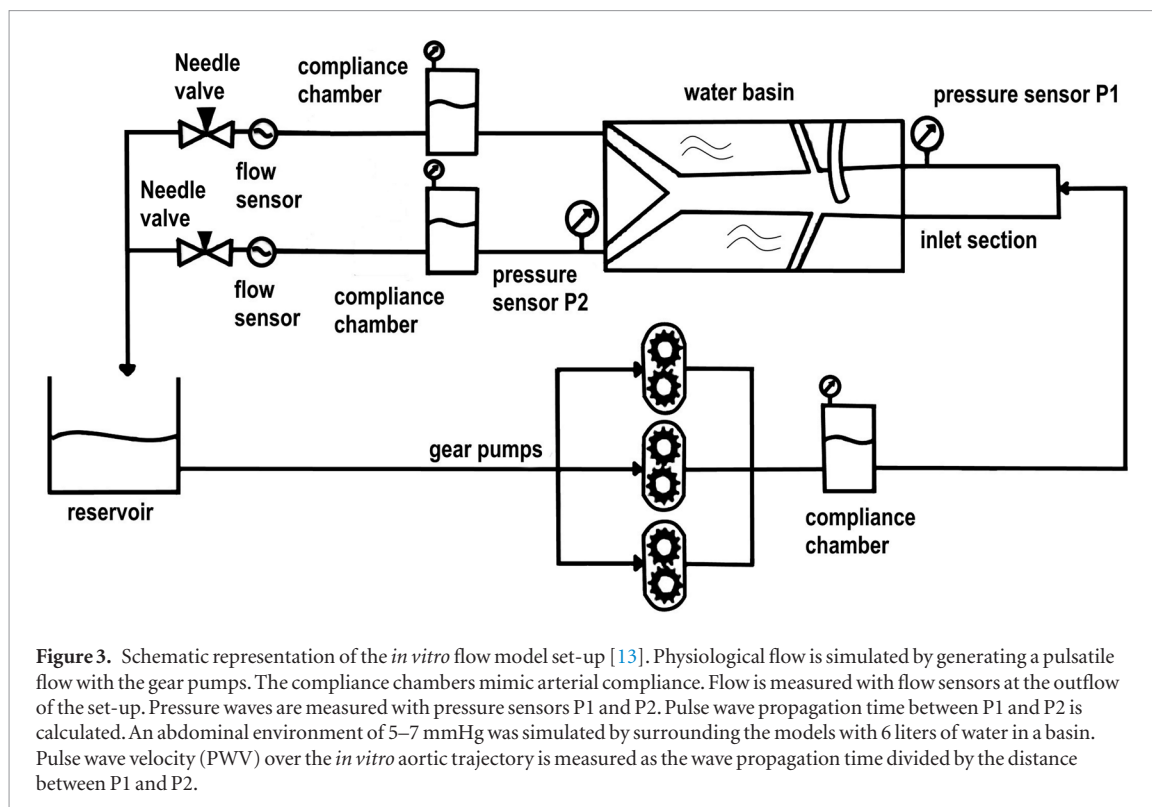 Needle
valve
compliance
chamber
water basin
pressure sensor P1
flow
sensor
Needle
valve
inlet section
pressure
sensor P2
flow
sensor
compliance
chamber
gear pumps
reservoir
compliance
chamber
Figure 3. Schematic representation of the in vitro flow model set-up [13]. Physiological flow is simulated by generating a pulsatile
flow with the gear pumps. The compliance chambers mimic arterial compliance. Flow is measured with flow sensors at the outflow
of the set-up. Pressure waves are measured with pressure sensors P1 and P2. Pulse wave propagation time between P1 and P2 is
calculated. An abdominal environment of 5–7 mmHg was simulated by surrounding the models with 6 liters of water in a basin.
Pulse wave velocity (PWV) over the in vitro aortic trajectory is measured as the wave propagation time divided by the distance
between P1 and P2.